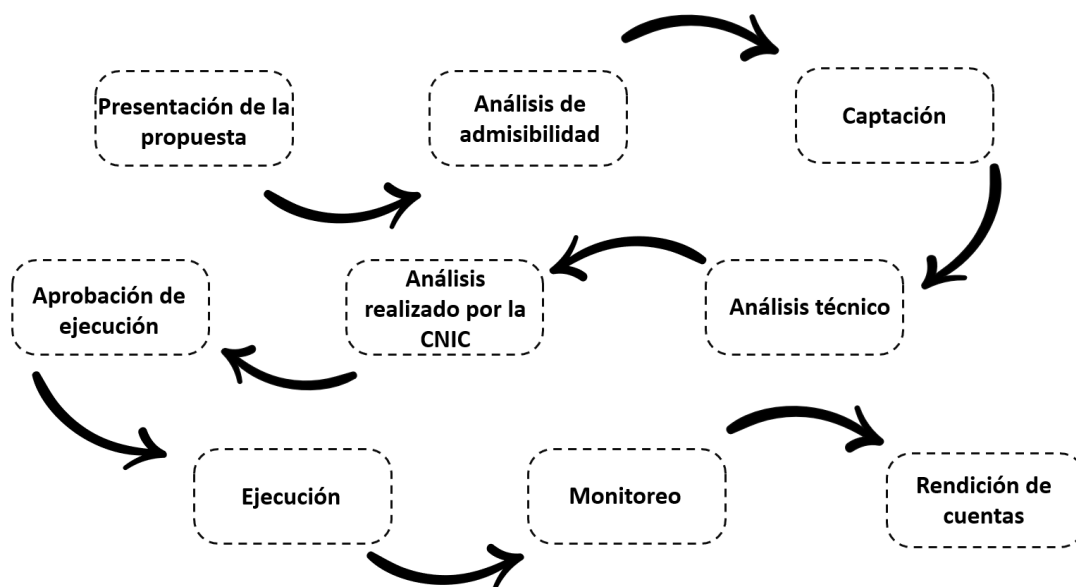 Presentación de la
propuesta
Análisis de
admisibilidad
Captación
Análisis técnico
Análisis
realizado por la
CNIC
Aprobación de
ejecución
Ejecución
Monitoreo
Rendición de
cuentas